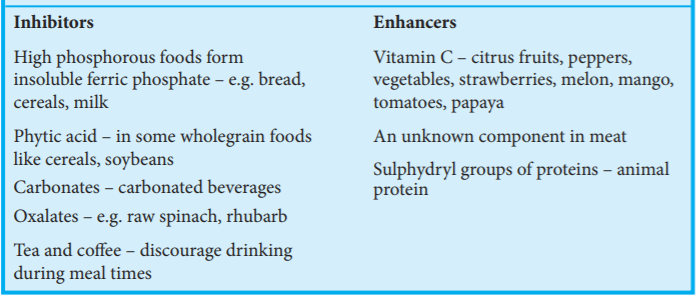 Inhibitors
High phosphorous foods form
insoluble ferric phosphate – e.g. bread,
cereals, milk
Phytic acid – in some wholegrain foods
like cereals, soybeans
Carbonates – carbonated beverages
Oxalates – e.g. raw spinach, rhubarb
Tea and coffee – discourage drinking
during meal times
Enhancers
Vitamin C – citrus fruits, peppers,
vegetables, strawberries, melon, mango,
tomatoes, papaya
An unknown component in meat
Sulphydryl groups of proteins – animal
protein